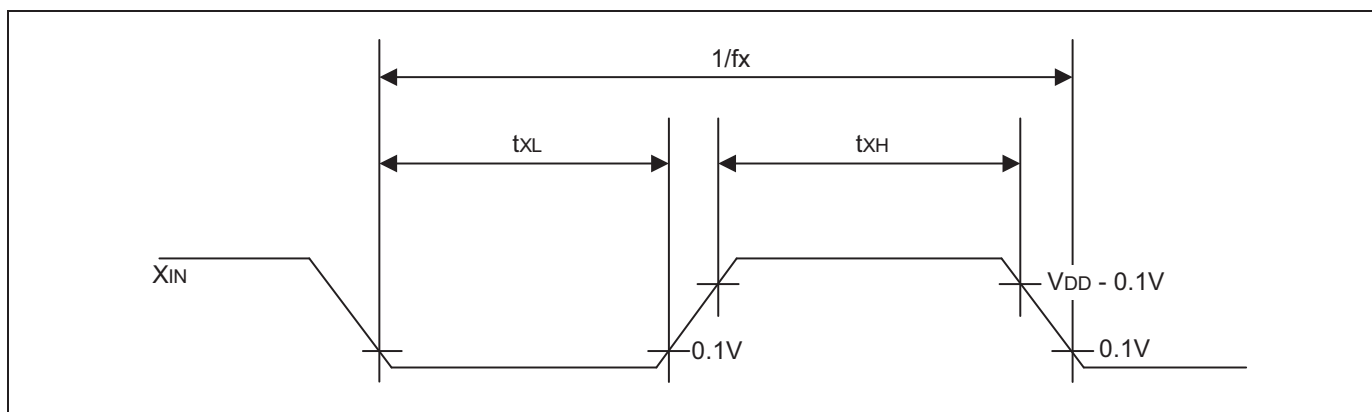 1/fx
tXL
tXH
XIN
VDD - 0.1V
0.1V
0.1V